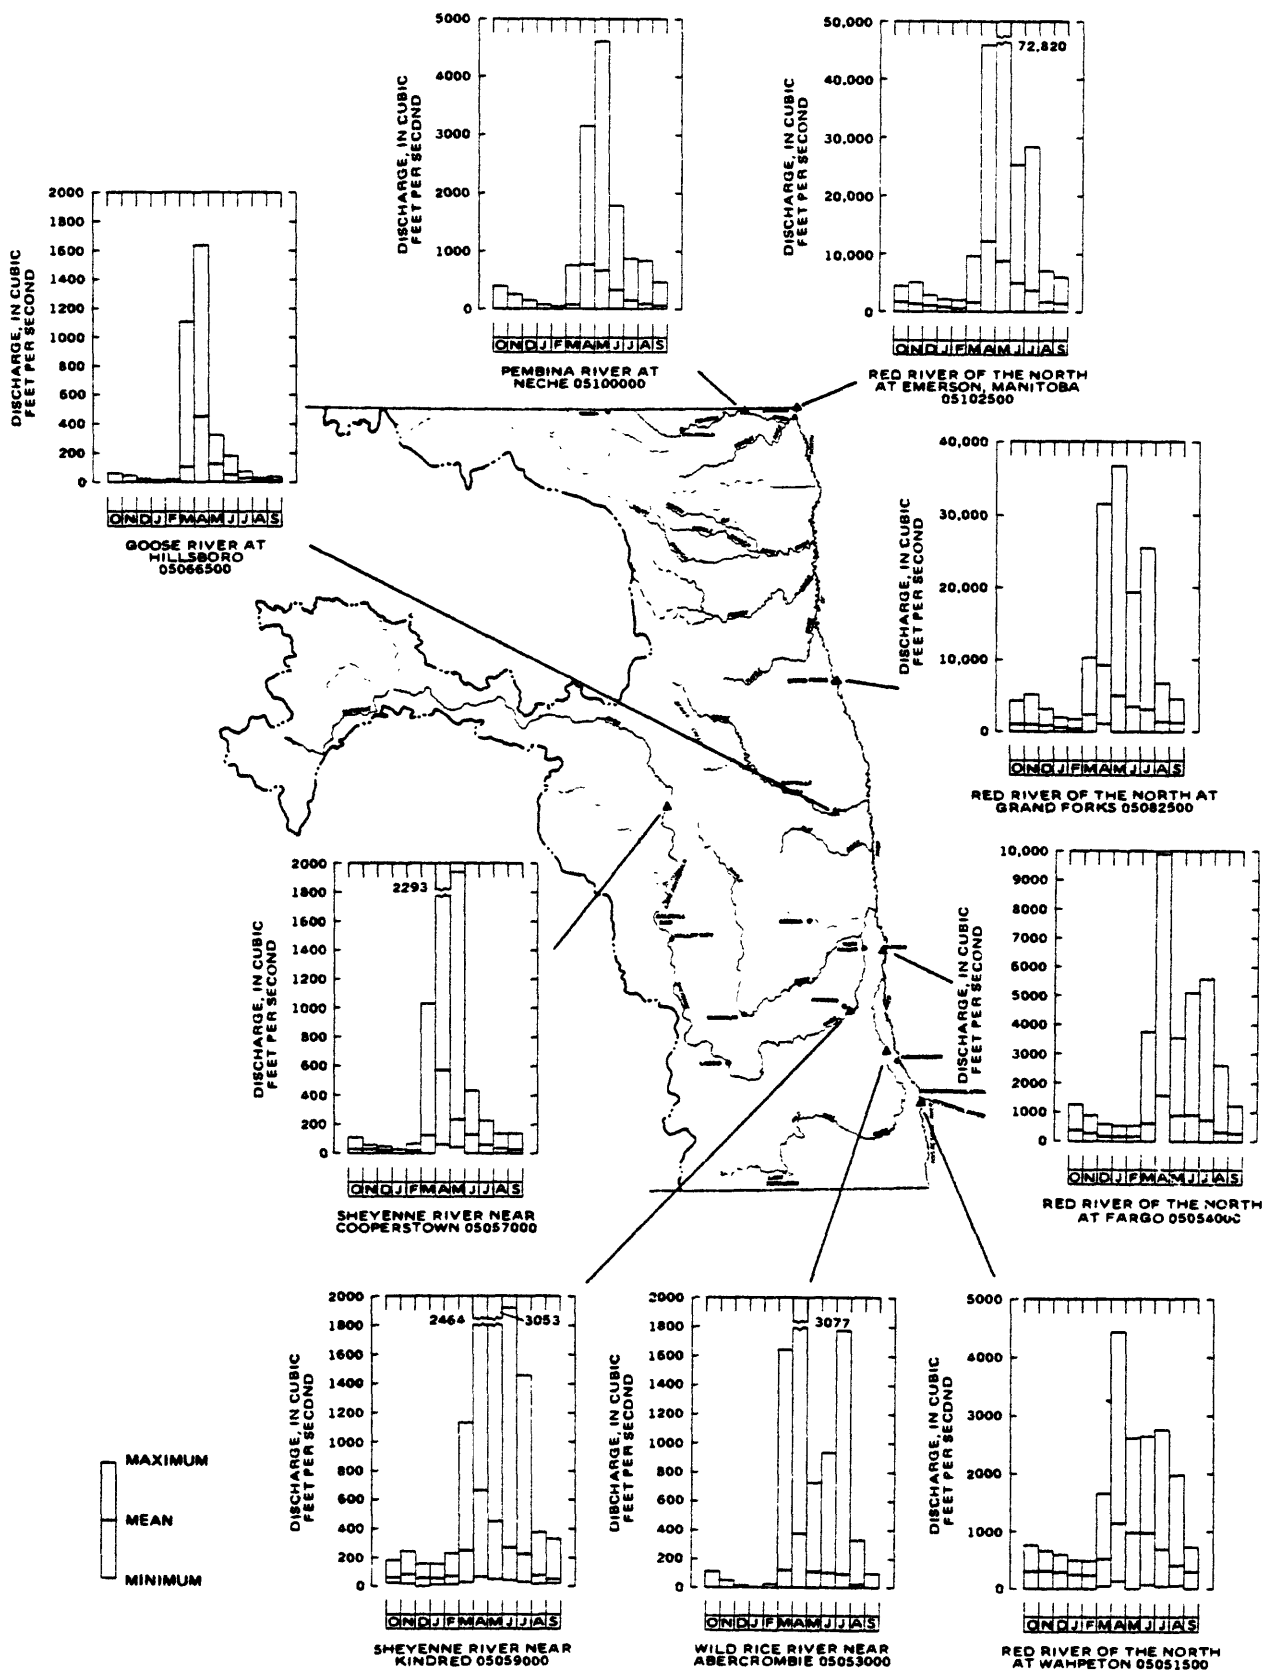 5000
4000
3000
2000
1000
0
DISCHARGE, IN CUBIC
FEET PER SECOND
O N D J F M A M J J A S
PEMBINA RIVER AT
NECHE 05100000
50,000
40,000
30,000
20,000
10,000
0
72,820
DISCHARGE, IN CUBIC
FEET PER SECOND
O N D J F M A M J J A S
RED RIVER OF THE NORTH
AT EMERSON, MANITOBA
05102500
2000
1800
1600
1400
1200
1000
800
600
400
200
0
DISCHARGE, IN CUBIC
FEET PER SECOND
O N D J F M A M J J A S
GOOSE RIVER AT
HILLSBORO
05066500
40,000
30,000
20,000
10,000
0
DISCHARGE, IN CUBIC
FEET PER SECOND
O N D J F M A M J J A S
RED RIVER OF THE NORTH AT
GRAND FORKS 05082500
2000
1800
1600
1400
1200
1000
800
600
400
200
0
2293
DISCHARGE, IN CUBIC
FEET PER SECOND
O N D J F M A M J J A S
SHEYENNE RIVER NEAR
COOPERSTOWN 05057000
10,000
9000
8000
7000
6000
5000
4000
3000
2000
1000
0
DISCHARGE, IN CUBIC
FEET PER SECOND
O N D J F M A M J J A S
RED RIVER OF THE NORTH
AT FARGO 05054000
2000
1800
1600
1400
1200
1000
800
600
400
200
0
2464
3053
DISCHARGE, IN CUBIC
FEET PER SECOND
O N D J F M A M J J A S
SHEYENNE RIVER NEAR
KINDRED 05059000
2000
1800
1600
1400
1200
1000
800
600
400
200
0
3077
DISCHARGE, IN CUBIC
FEET PER SECOND
O N D J F M A M J J A S
WILD RICE RIVER NEAR
ABERCROMBIE 05053000
5000
4000
3000
2000
1000
0
DISCHARGE, IN CUBIC
FEET PER SECOND
O N D J F M A M J J A S
RED RIVER OF THE NORTH
AT WAHPETON 05051500
MAXIMUM
MEAN
MINIMUM